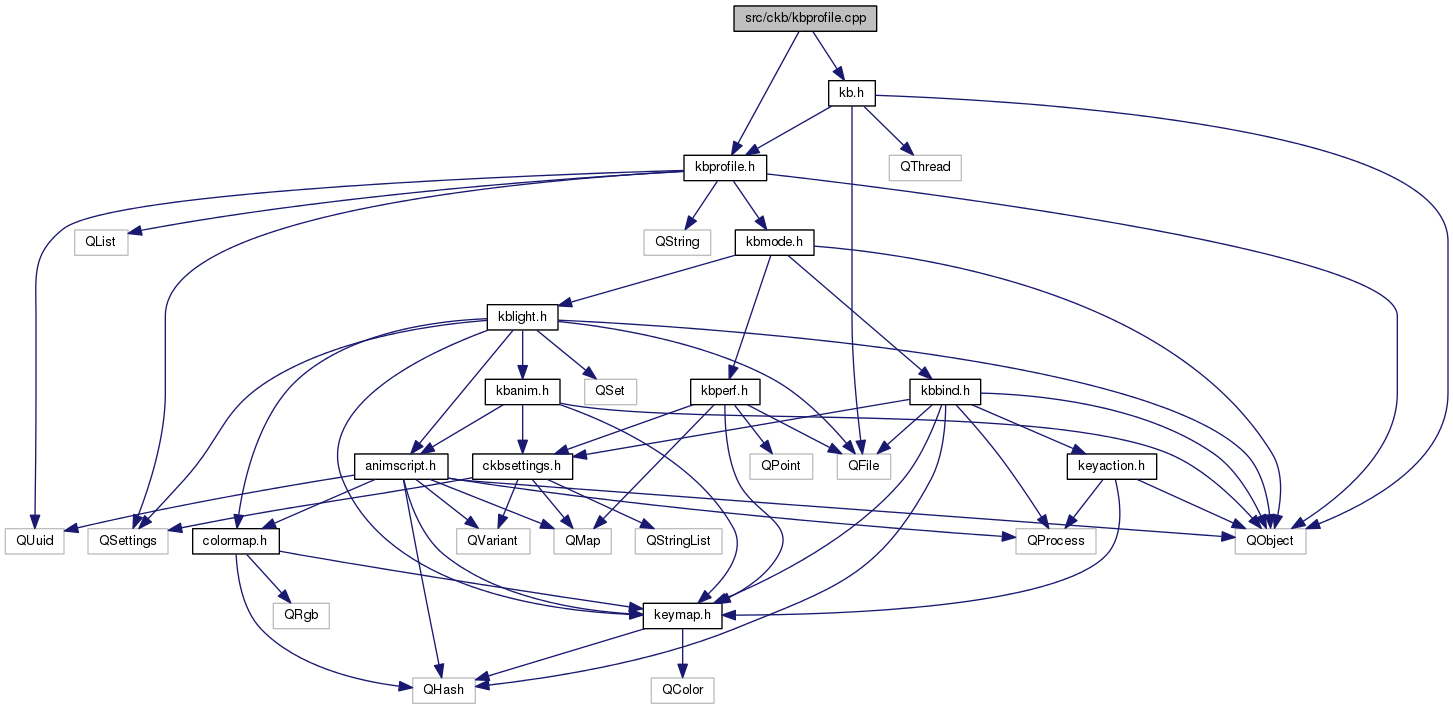 src/ckb/kbprofile.cpp
kb.h
kbprofile.h
QThread
QList
QString
kbmode.h
kblight.h
kbanim.h
QSet
kbperf.h
kbbind.h
animscript.h
ckbsettings.h
QPoint
QFile
keyaction.h
QUuid
QSettings
colormap.h
QVariant
QMap
QStringList
QProcess
QObject
QRgb
keymap.h
QHash
QColor